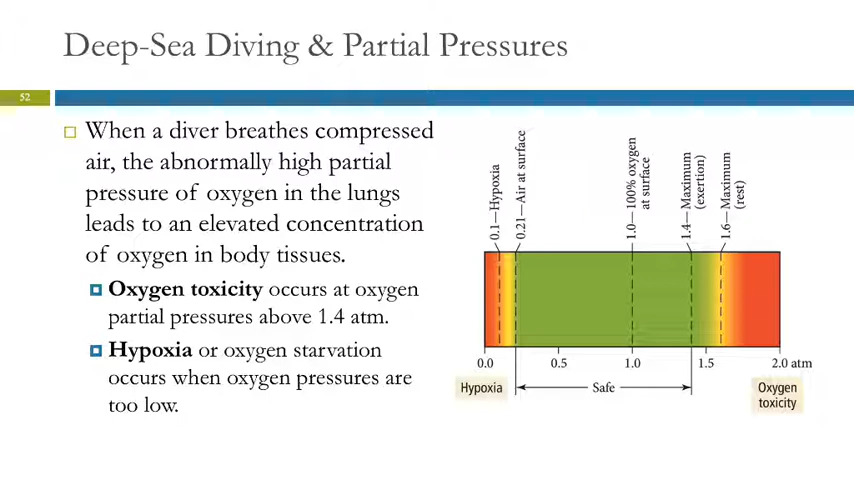 Deep-Sea Diving & Partial Pressures
52
When a diver breathes compressed
air, the abnormally high partial
pressure of oxygen in the lungs
leads to an elevated concentration
of oxygen in body tissues.
Oxygen toxicity occurs at oxygen
partial pressures above 1.4 atm.
Hypoxia or oxygen starvation
occurs when oxygen pressures are
too low.
0.1—Hypoxia
0.21—Air at surface
1.0—100% oxygen
at surface
1.4—Maximum
(exertion)
1.6—Maximum
(rest)
0.0 0.5 1.0 1.5 2.0 atm
Hypoxia Safe Oxygen
toxicity